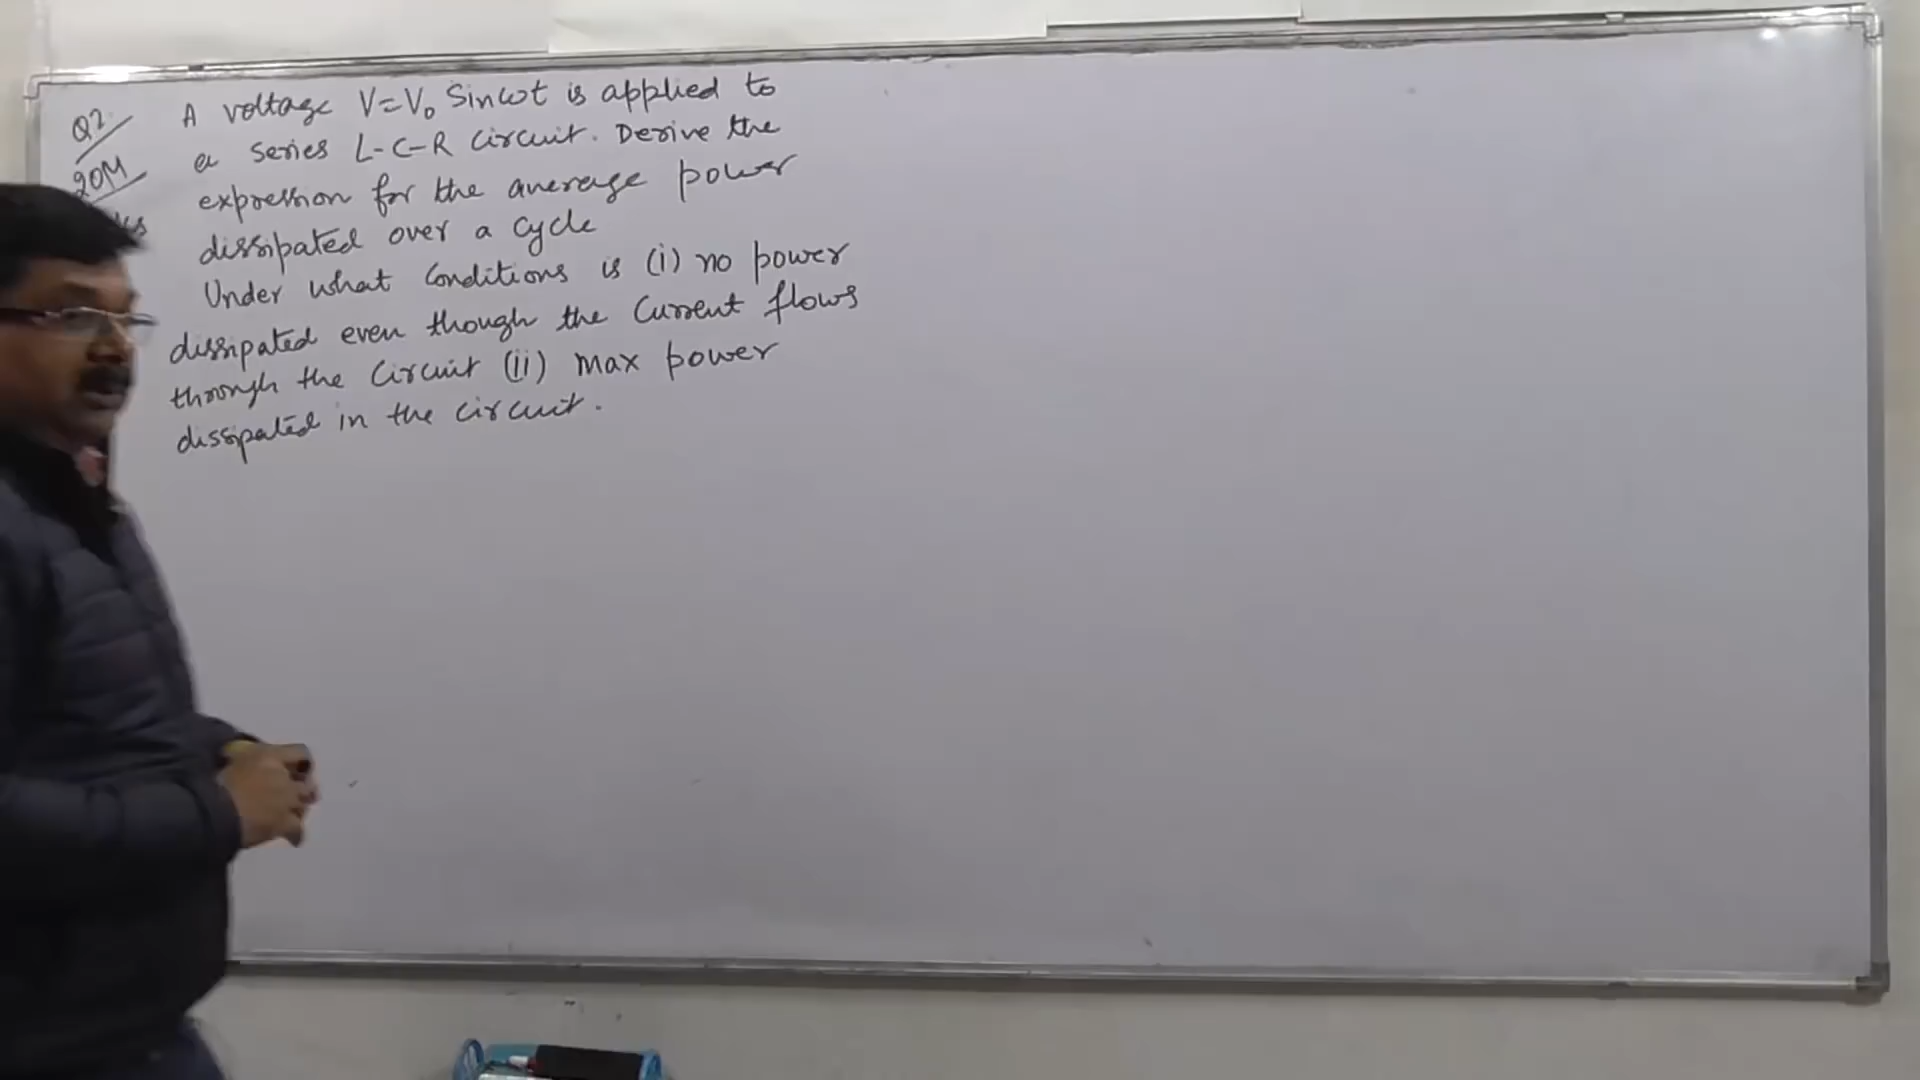 Q2.
20M
A voltage V=V₀ Sinωt is applied to
a series L-C-R circuit. Derive the
expression for the average power
dissipated over a cycle
Under what conditions is (i) no power
dissipated even though the current flows
through the circuit (ii) max power
dissipated in the circuit.